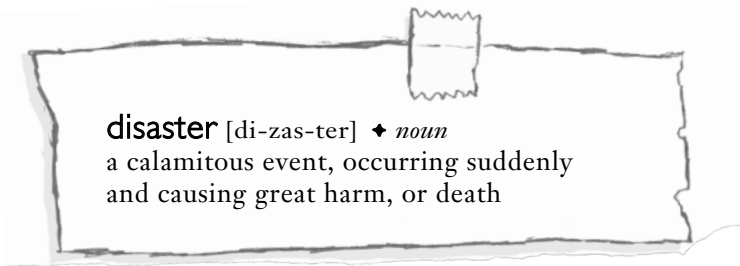 disaster [di-zas-ter] ✦ noun
a calamitous event, occurring suddenly
and causing great harm, or death